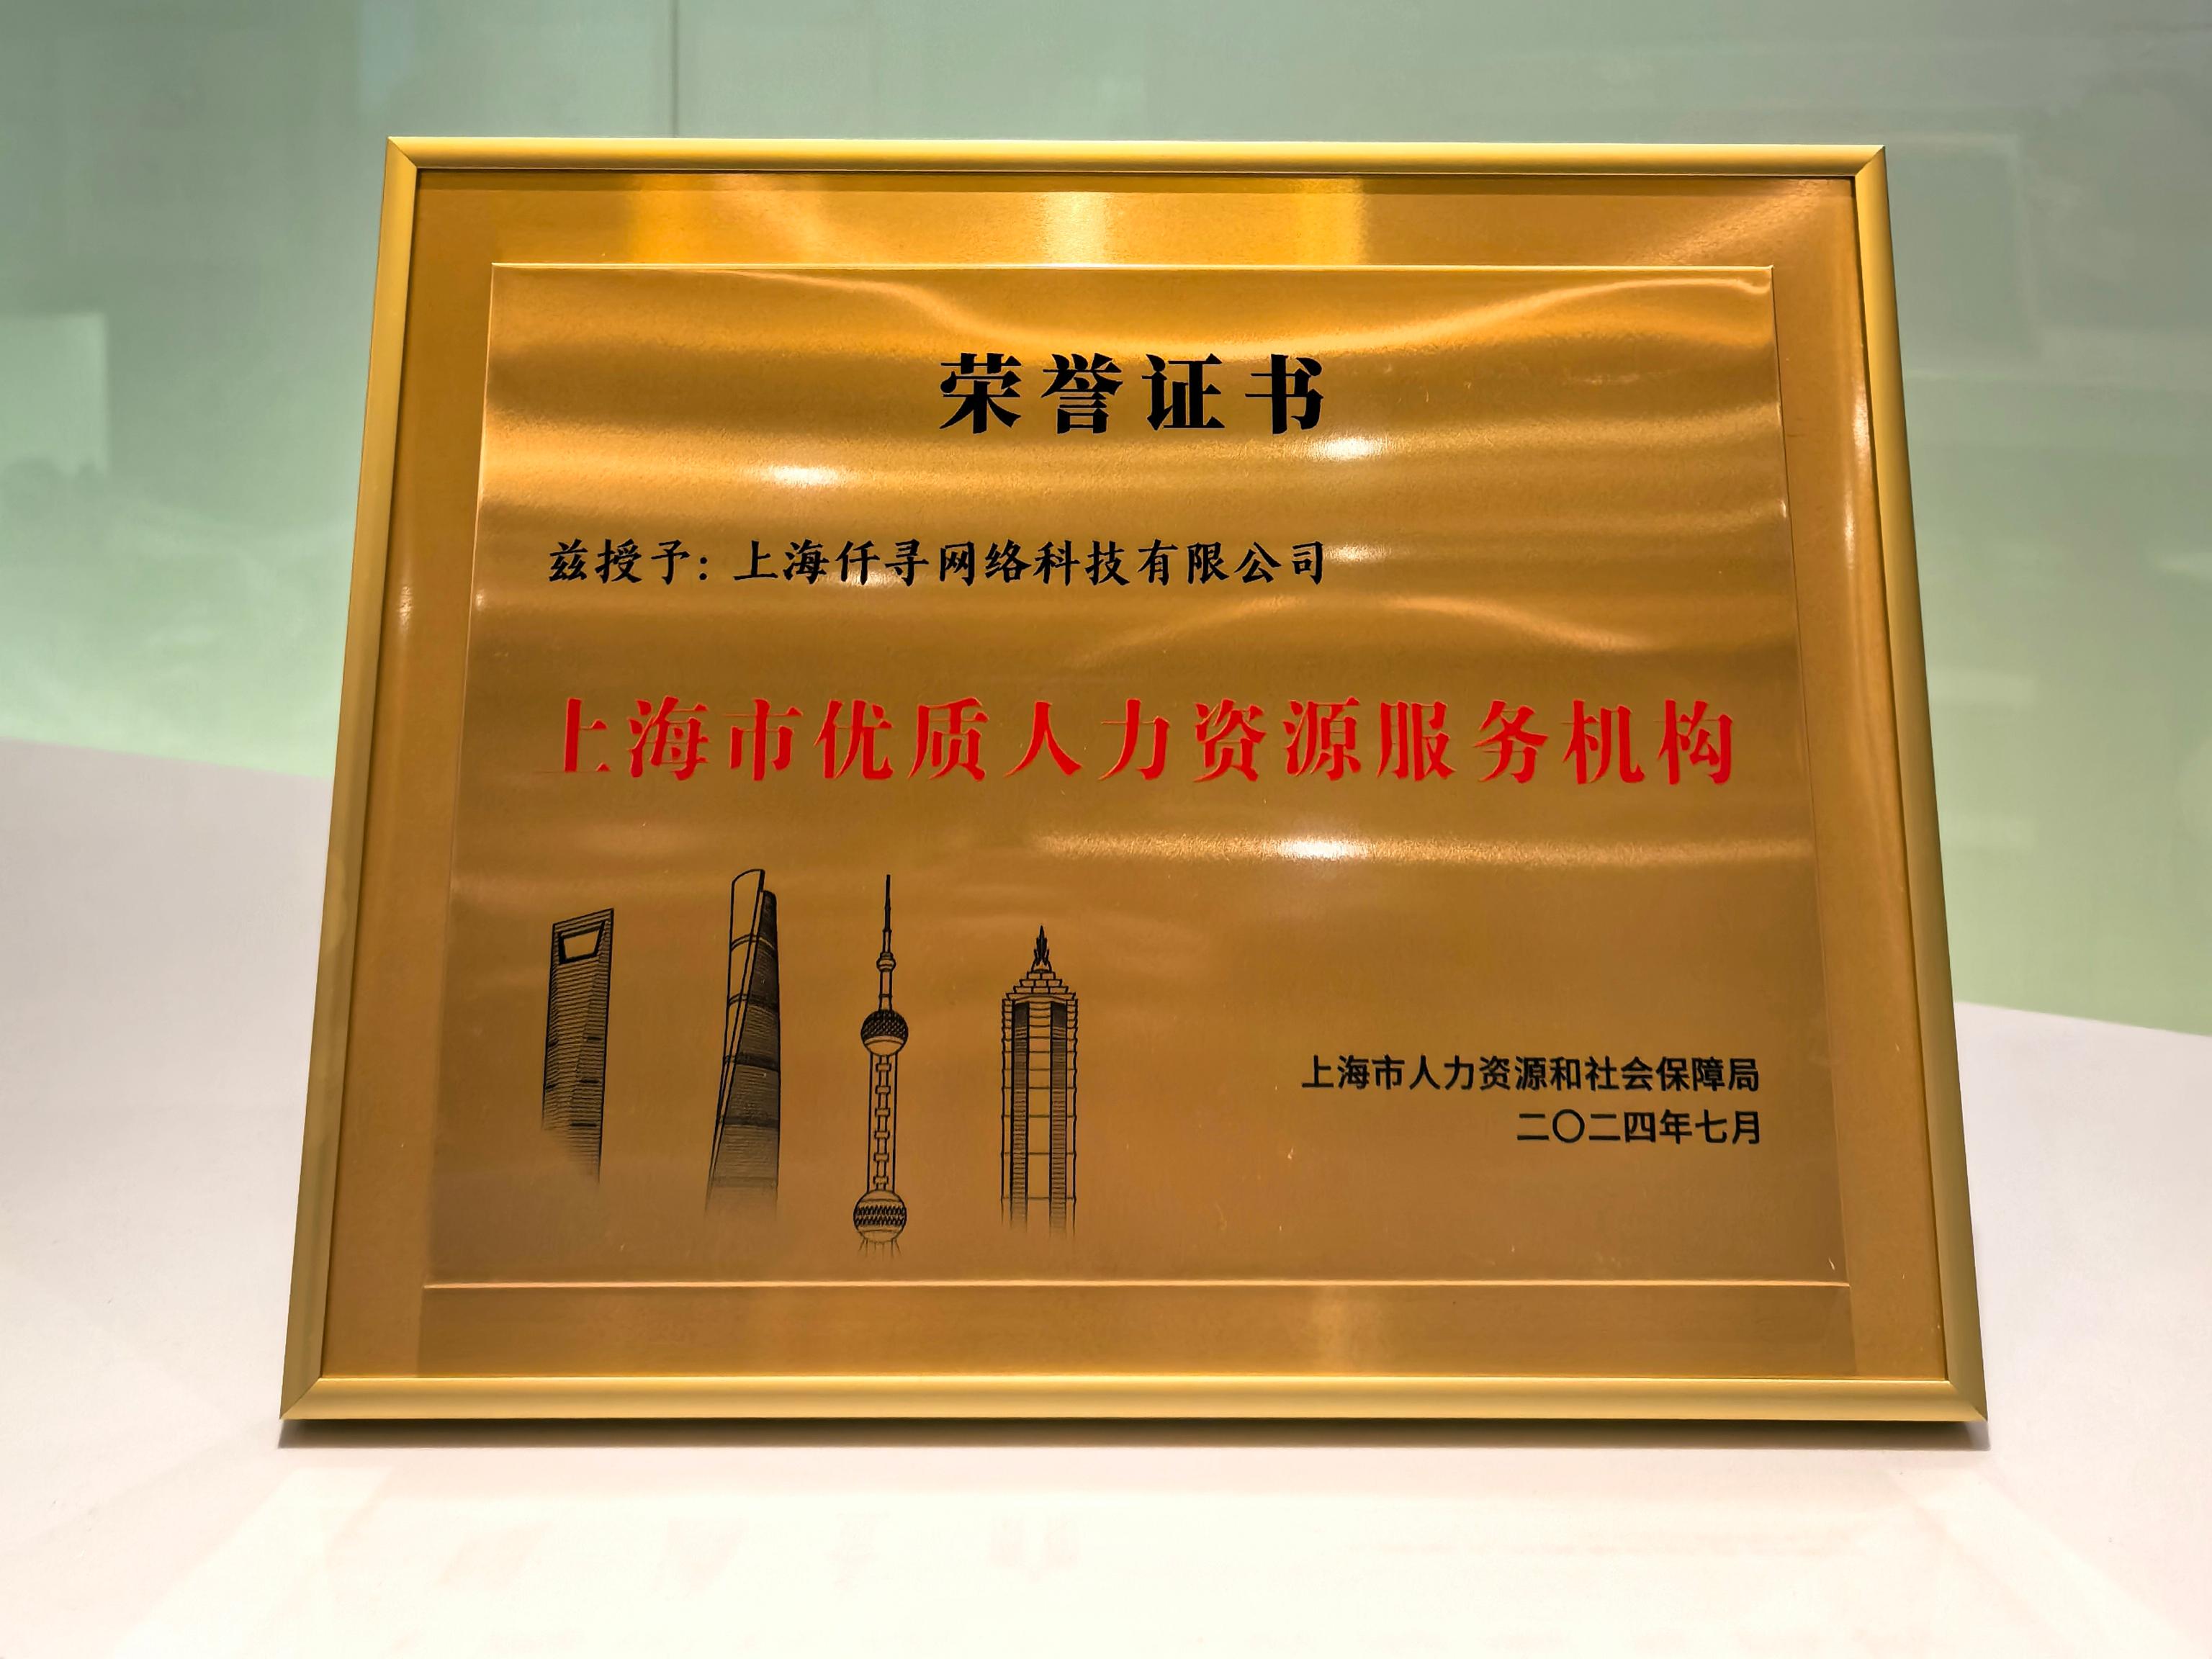 荣誉证书
兹授予：上海仟寻网络科技有限公司
上海市优质人力资源服务机构
上海市人力资源和社会保障局
二〇二四年七月